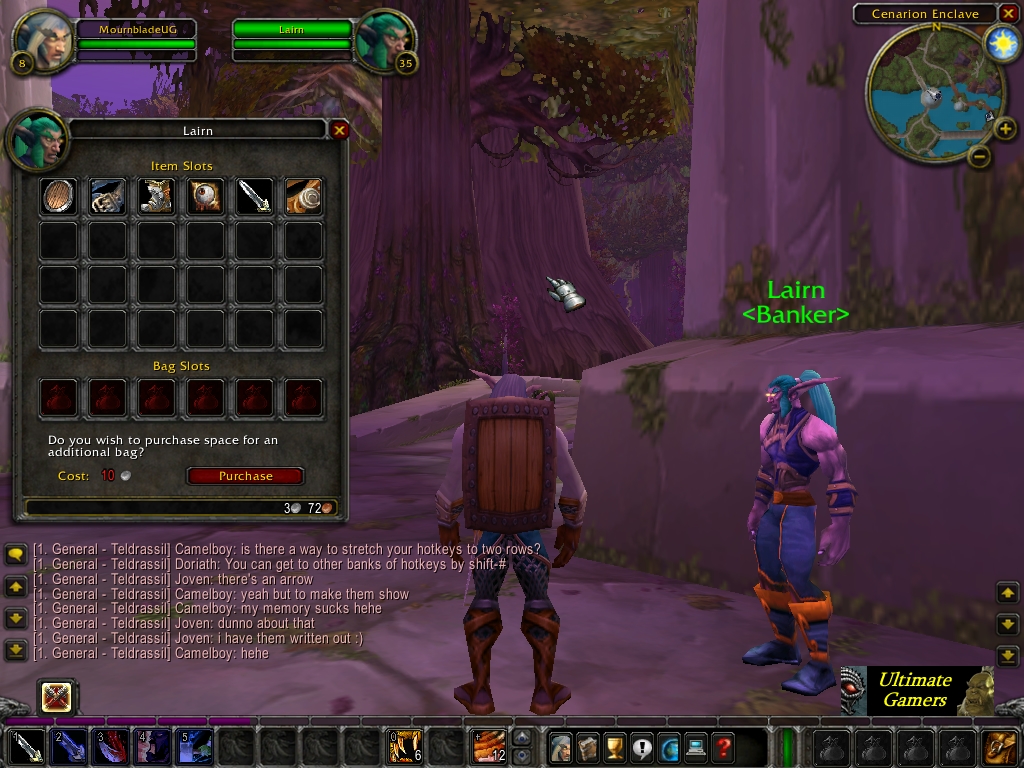 MournbladeUG
8
Lairn
35
Cenarion Enclave
N
Lairn
Item Slots
Bag Slots
Do you wish to purchase space for an
additional bag?
Cost: 10
Purchase
3 72
Lairn
<Banker>
[1. General - Teldrassil] Camelboy: is there a way to stretch your hotkeys to two rows?
[1. General - Teldrassil] Doriath: You can get to other banks of hotkeys by shift-#
[1. General - Teldrassil] Joven: there's an arrow
[1. General - Teldrassil] Camelboy: yeah but to make them show
[1. General - Teldrassil] Camelboy: my memory sucks hehe
[1. General - Teldrassil] Joven: dunno about that
[1. General - Teldrassil] Joven: i have them written out :)
[1. General - Teldrassil] Camelboy: hehe
Ultimate
Gamers
1 2 3 4 5 0 6 + 12